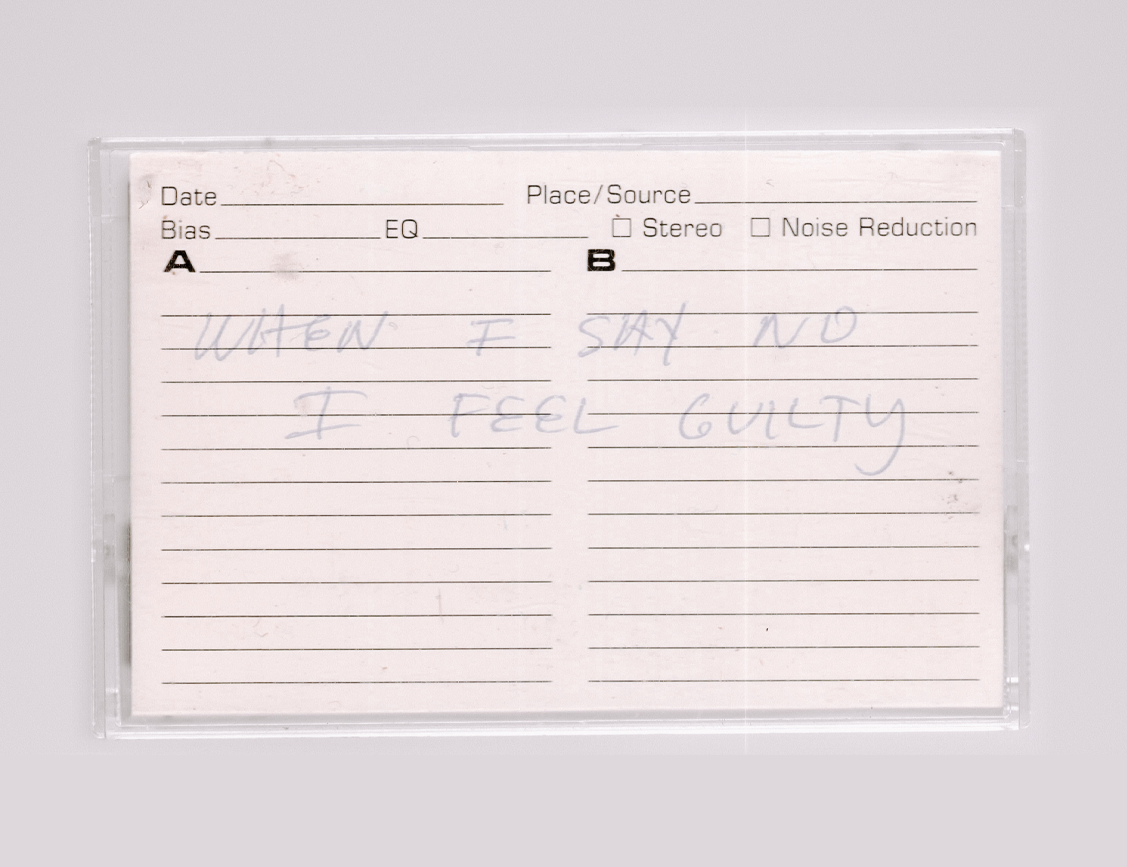 Date Place/Source
Bias EQ Stereo Noise Reduction
A B
WHEN I SAY NO
I FEEL GUILTY